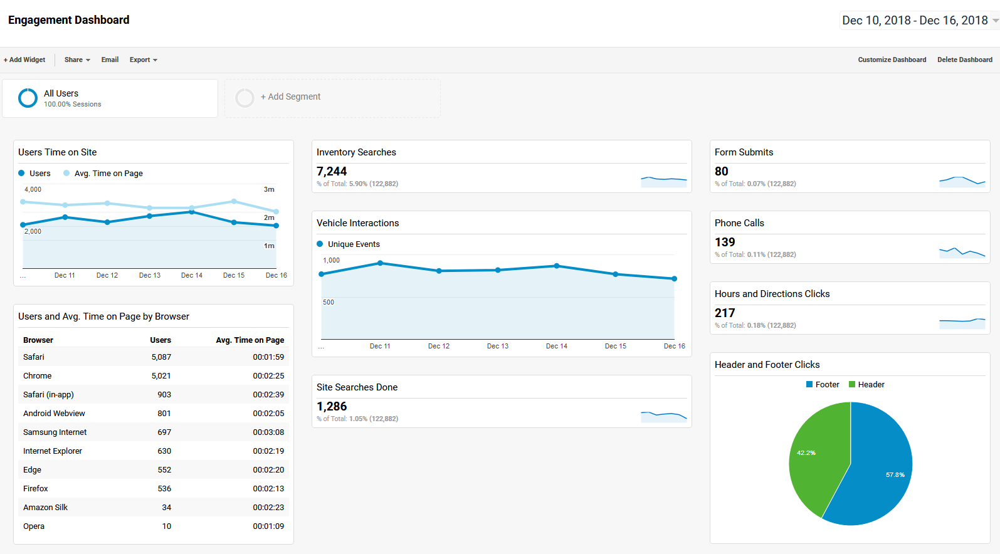 Engagement Dashboard
Dec 10, 2018 - Dec 16, 2018
+ Add Widget Share Email Export Customize Dashboard Delete Dashboard
All Users
100.00% Sessions
+ Add Segment
Users Time on Site
Users Avg. Time on Page
4,000 3m
2m
2,000
1m
... Dec 11 Dec 12 Dec 13 Dec 14 Dec 15 Dec 16
Users and Avg. Time on Page by Browser
Browser Users Avg. Time on Page
Safari 5,087 00:01:59
Chrome 5,021 00:02:25
Safari (in-app) 903 00:02:39
Android Webview 801 00:02:05
Samsung Internet 697 00:03:08
Internet Explorer 630 00:02:19
Edge 552 00:02:20
Firefox 536 00:02:13
Amazon Silk 34 00:02:23
Opera 10 00:01:09
Inventory Searches
7,244
% of Total: 5.90% (122,882)
Vehicle Interactions
Unique Events
1,000
500
... Dec 11 Dec 12 Dec 13 Dec 14 Dec 15 Dec 16
Site Searches Done
1,286
% of Total: 1.05% (122,882)
Form Submits
80
% of Total: 0.07% (122,882)
Phone Calls
139
% of Total: 0.11% (122,882)
Hours and Directions Clicks
217
% of Total: 0.18% (122,882)
Header and Footer Clicks
Footer Header
42.2%
57.8%